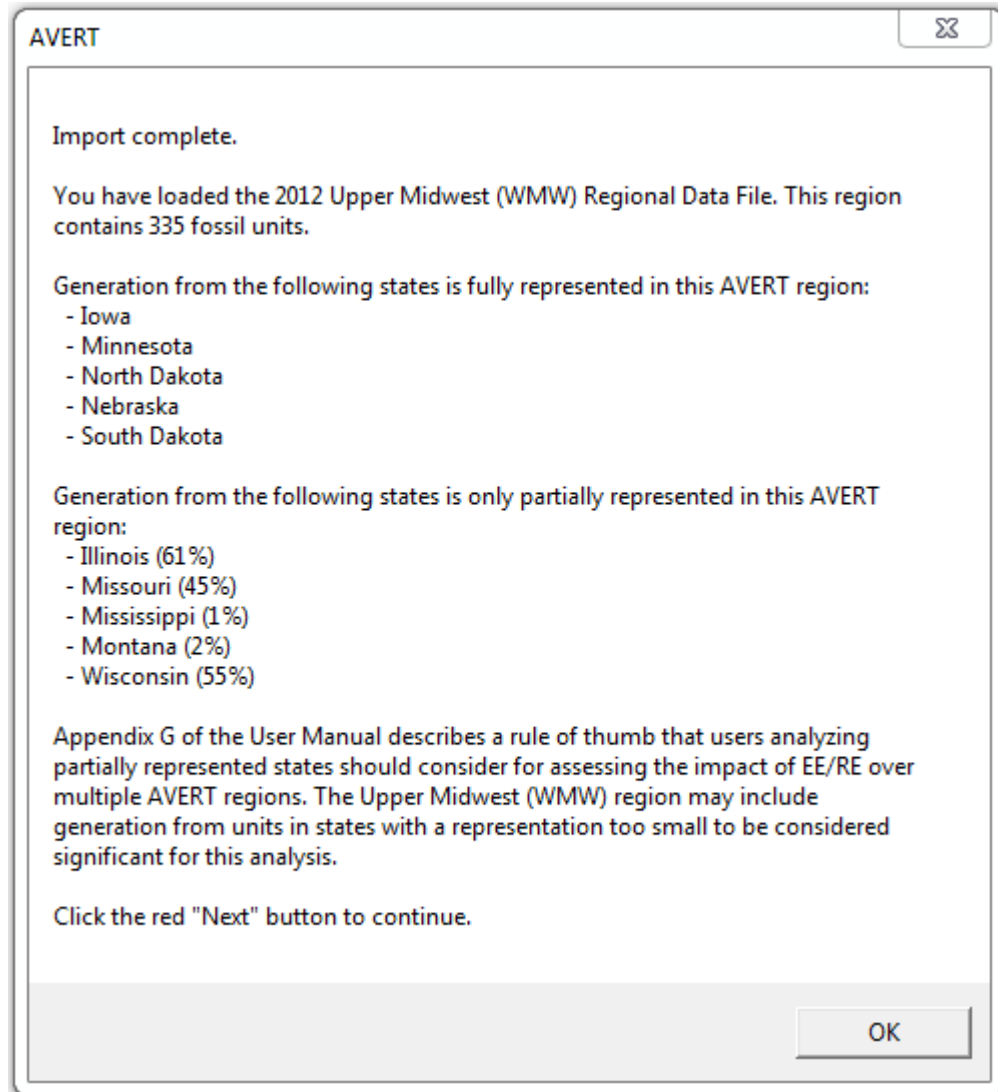 AVERT
Import complete.
You have loaded the 2012 Upper Midwest (WMW) Regional Data File. This region
contains 335 fossil units.
Generation from the following states is fully represented in this AVERT region:
- Iowa
- Minnesota
- North Dakota
- Nebraska
- South Dakota
Generation from the following states is only partially represented in this AVERT
region:
- Illinois (61%)
- Missouri (45%)
- Mississippi (1%)
- Montana (2%)
- Wisconsin (55%)
Appendix G of the User Manual describes a rule of thumb that users analyzing
partially represented states should consider for assessing the impact of EE/RE over
multiple AVERT regions. The Upper Midwest (WMW) region may include
generation from units in states with a representation too small to be considered
significant for this analysis.
Click the red "Next" button to continue.
OK